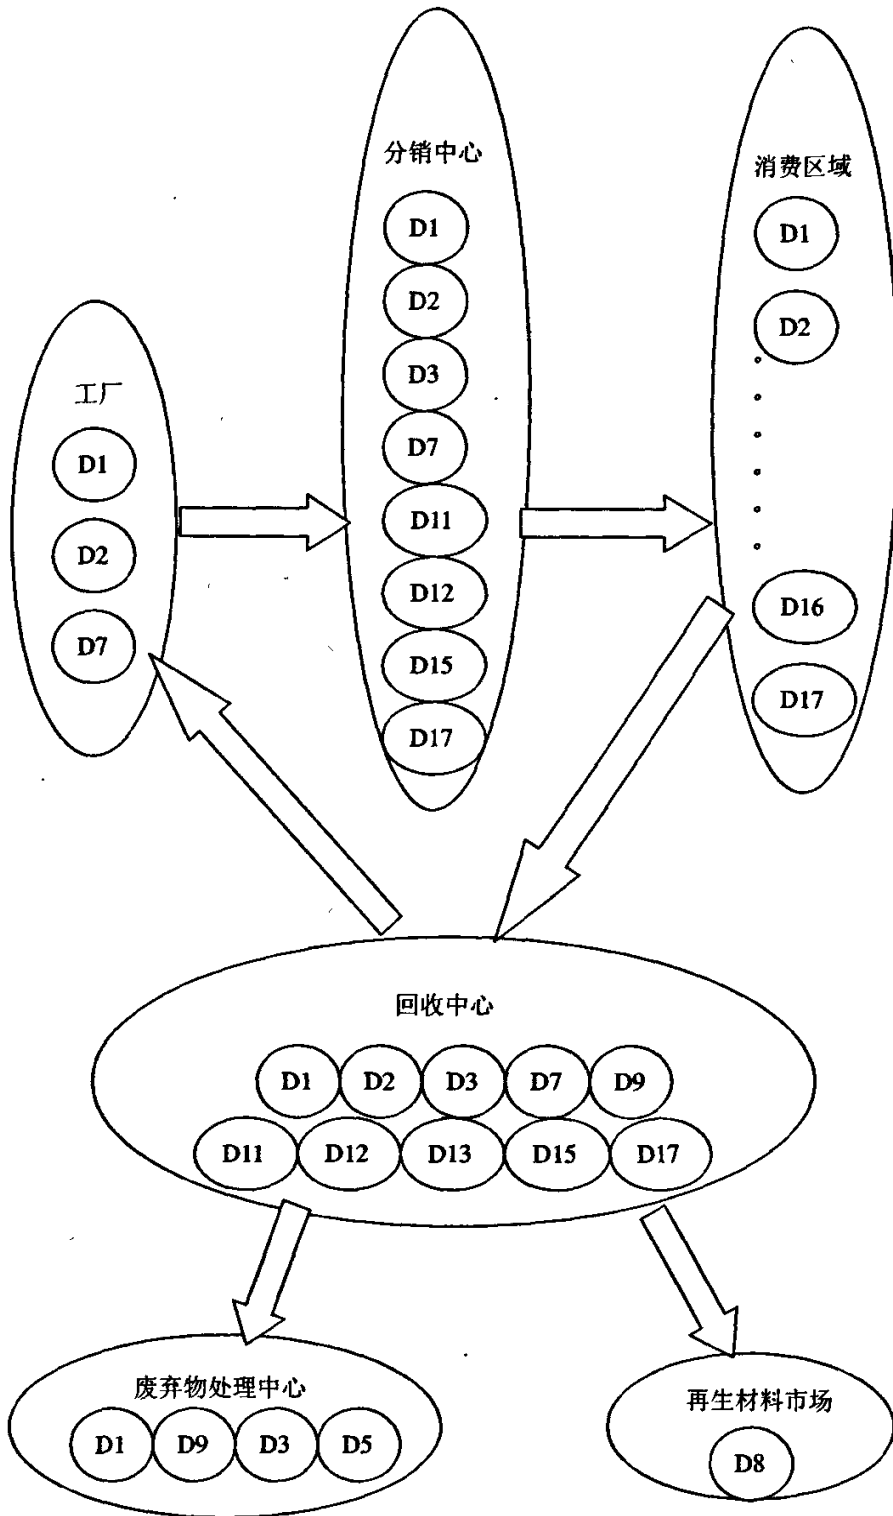 工厂
D1
D2
D7
分销中心
D1
D2
D3
D7
D11
D12
D15
D17
消费区域
D1
D2
D16
D17
回收中心
D1 D2 D3 D7 D9
D11 D12 D13 D15 D17
废弃物处理中心
D1 D9 D3 D5
再生材料市场
D8